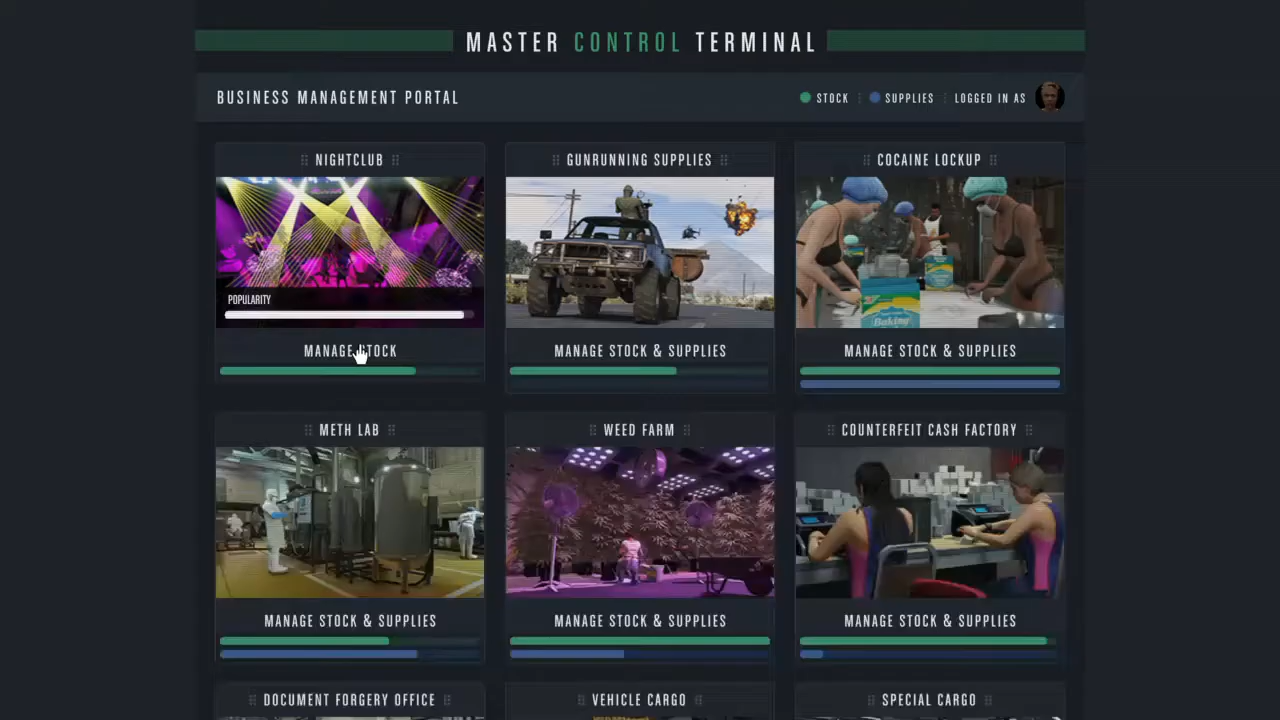 MASTER CONTROL TERMINAL
BUSINESS MANAGEMENT PORTAL
STOCK
SUPPLIES
LOGGED IN AS
NIGHTCLUB
GUNRUNNING SUPPLIES
COCAINE LOCKUP
POPULARITY
Baking
MANAGE STOCK
MANAGE STOCK & SUPPLIES
MANAGE STOCK & SUPPLIES
METH LAB
WEED FARM
COUNTERFEIT CASH FACTORY
MANAGE STOCK & SUPPLIES
MANAGE STOCK & SUPPLIES
MANAGE STOCK & SUPPLIES
DOCUMENT FORGERY OFFICE
VEHICLE CARGO
SPECIAL CARGO